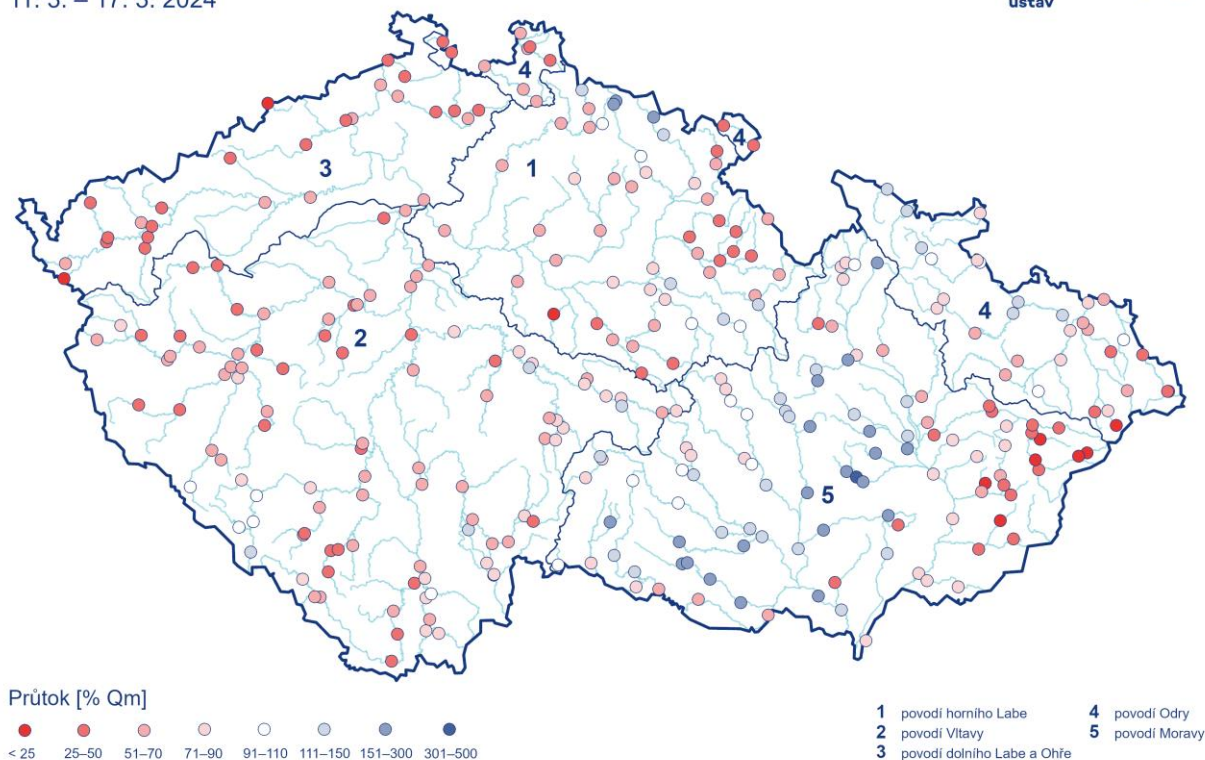 11. 3. – 17. 3. 2024
ústav
4
4
3
1
2
4
5
Průtok [% Qm]
< 25 25–50 51–70 71–90 91–110 111–150 151–300 301–500
1 povodí horního Labe
2 povodí Vltavy
3 povodí dolního Labe a Ohře
4 povodí Odry
5 povodí Moravy